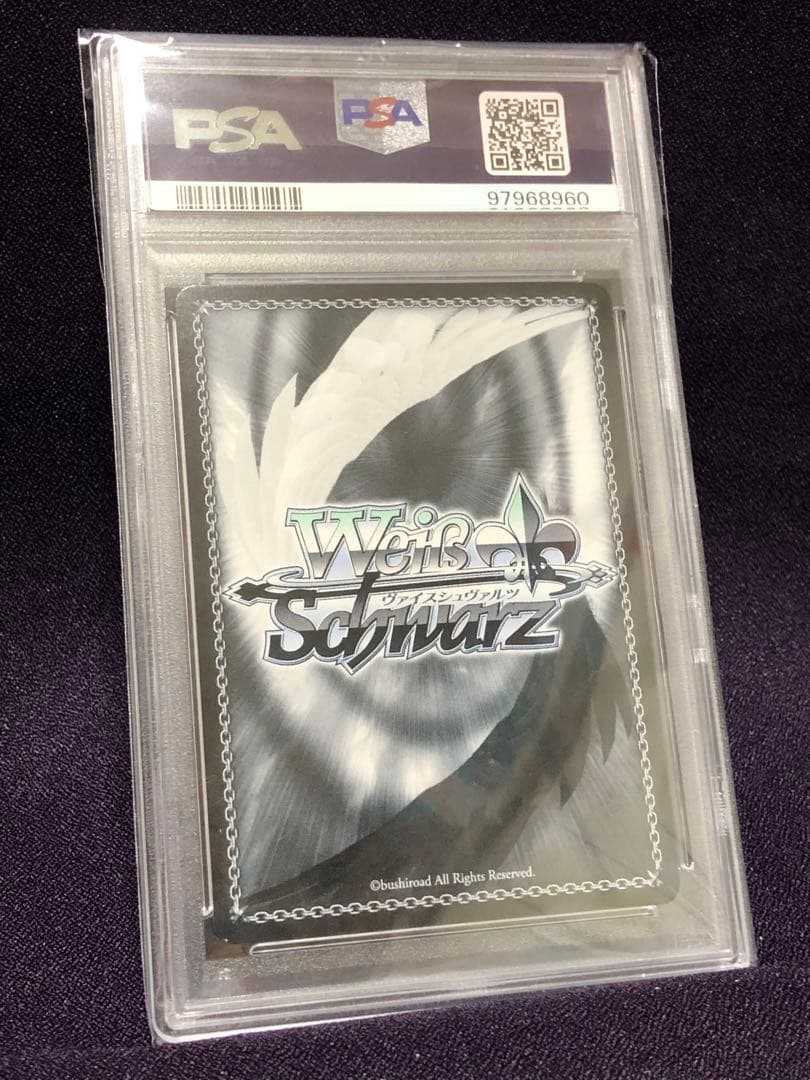 PSA
PSA
97968960
Weiß
ヴァイスシュヴァルツ
Schwarz
©bushiroad All Rights Reserved.